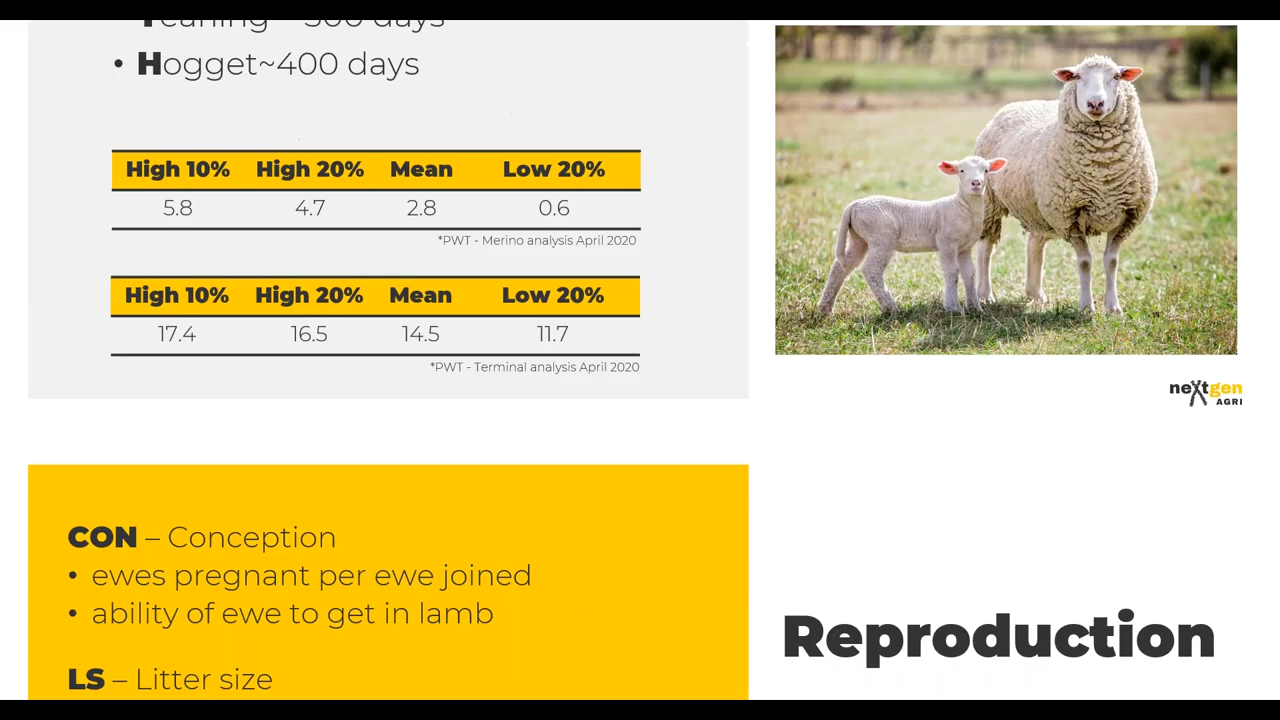 Yearling ~ 300 days
• Hogget~400 days
High 10% High 20% Mean Low 20%
5.8 4.7 2.8 0.6
*PWT - Merino analysis April 2020
High 10% High 20% Mean Low 20%
17.4 16.5 14.5 11.7
*PWT - Terminal analysis April 2020
nextgen
AGRI
CON – Conception
• ewes pregnant per ewe joined
• ability of ewe to get in lamb
LS – Litter size
Reproduction